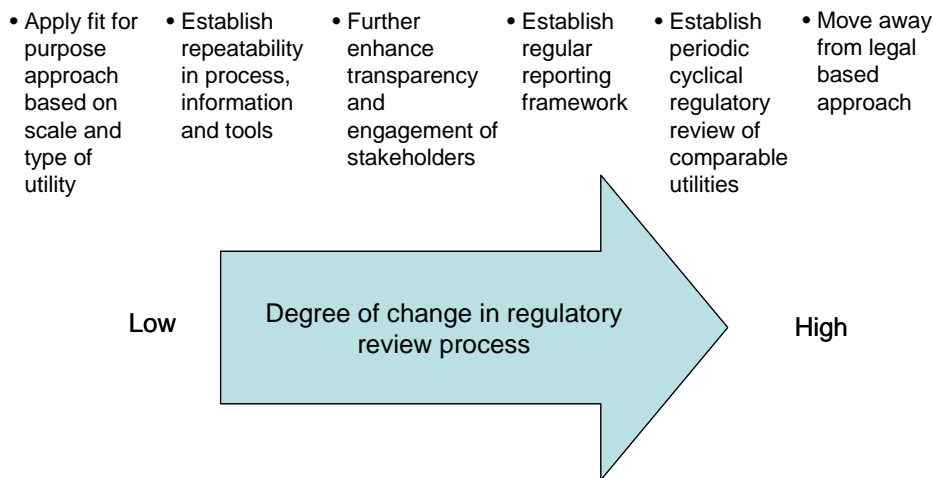 • Apply fit for
purpose
approach
based on
scale and
type of
utility
• Establish
repeatability
in process,
information
and tools
• Further
enhance
transparency
and
engagement of
stakeholders
• Establish
regular
reporting
framework
• Establish
periodic
cyclical
regulatory
review of
comparable
utilities
• Move away
from legal
based
approach
Low
Degree of change in regulatory
review process
High